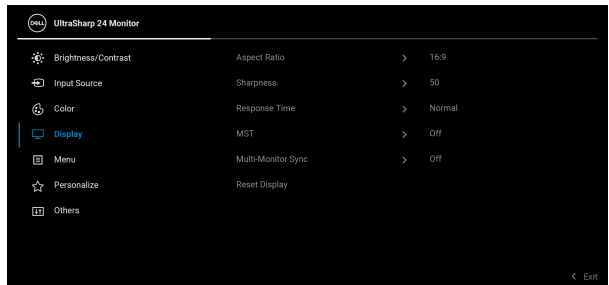 DELL UltraSharp 24 Monitor
Brightness/Contrast Aspect Ratio > 16:9
Input Source Sharpness > 50
Color Response Time > Normal
Display MST > Off
Menu Multi-Monitor Sync > Off
Personalize Reset Display
Others
< Exit